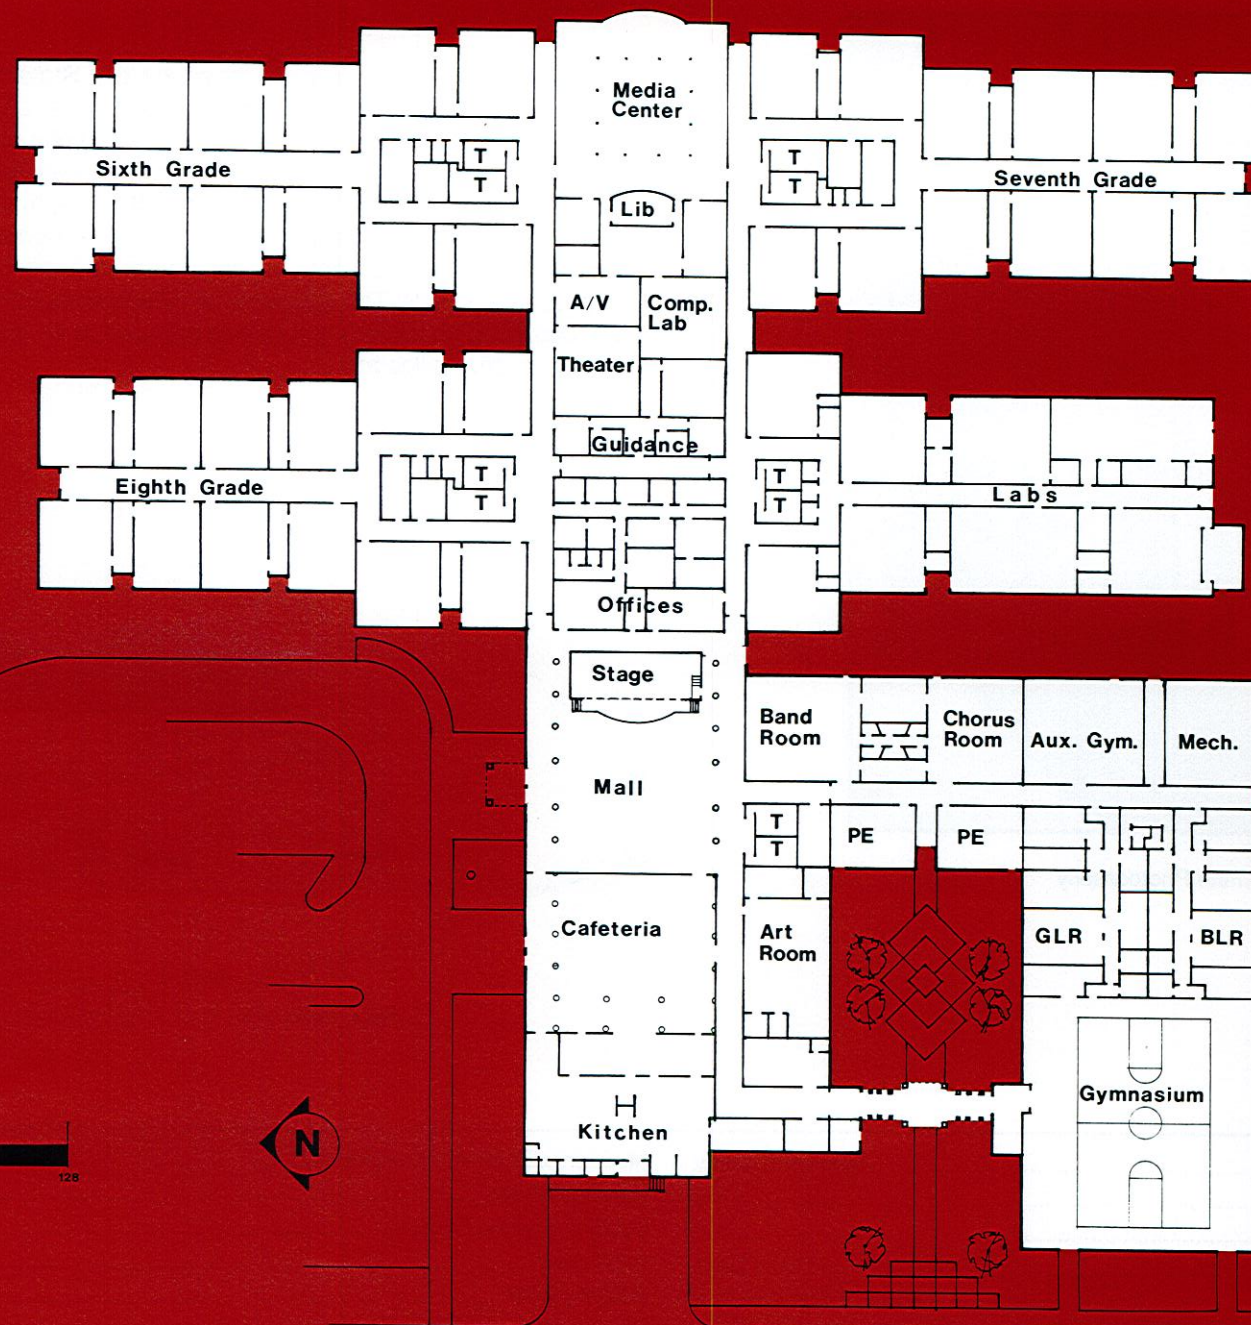 Media
Center
Sixth Grade
T
T
T
T
Seventh Grade
Lib
A/V
Comp.
Lab
Theater
Guidance
Eighth Grade
T
T
T
T
Labs
Offices
Stage
Band
Room
Chorus
Room
Aux. Gym.
Mech.
Mall
T
T
PE
PE
Cafeteria
Art
Room
GLR
BLR
Gymnasium
Kitchen
N
128